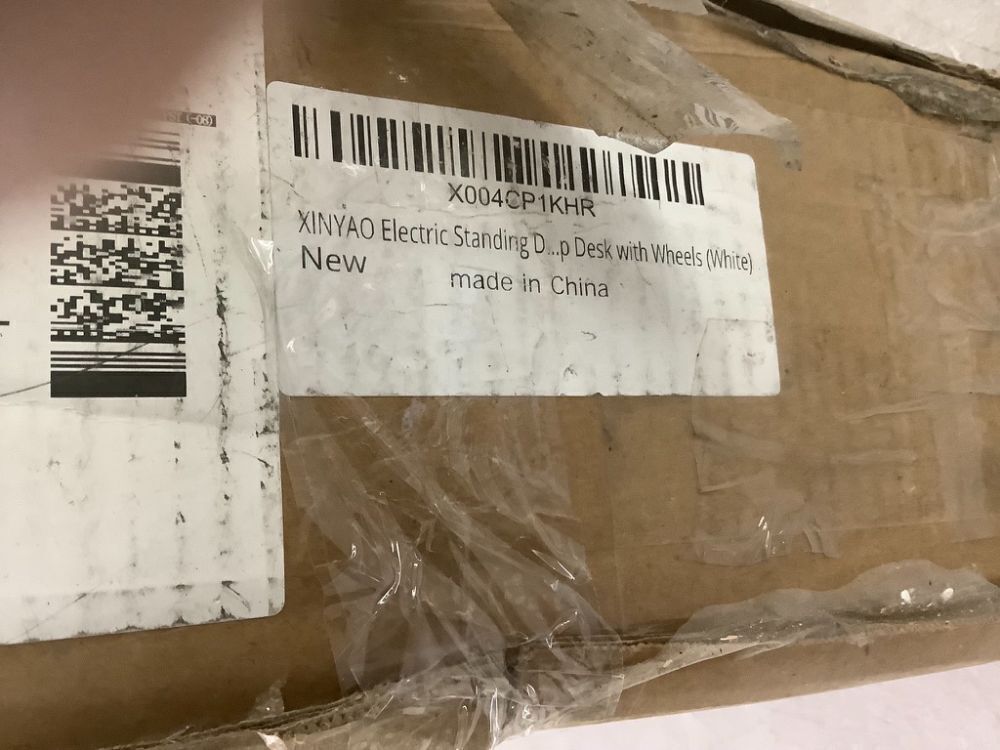 X004CP1KHR
XINYAO Electric Standing D...p Desk with Wheels (White)
New
made in China